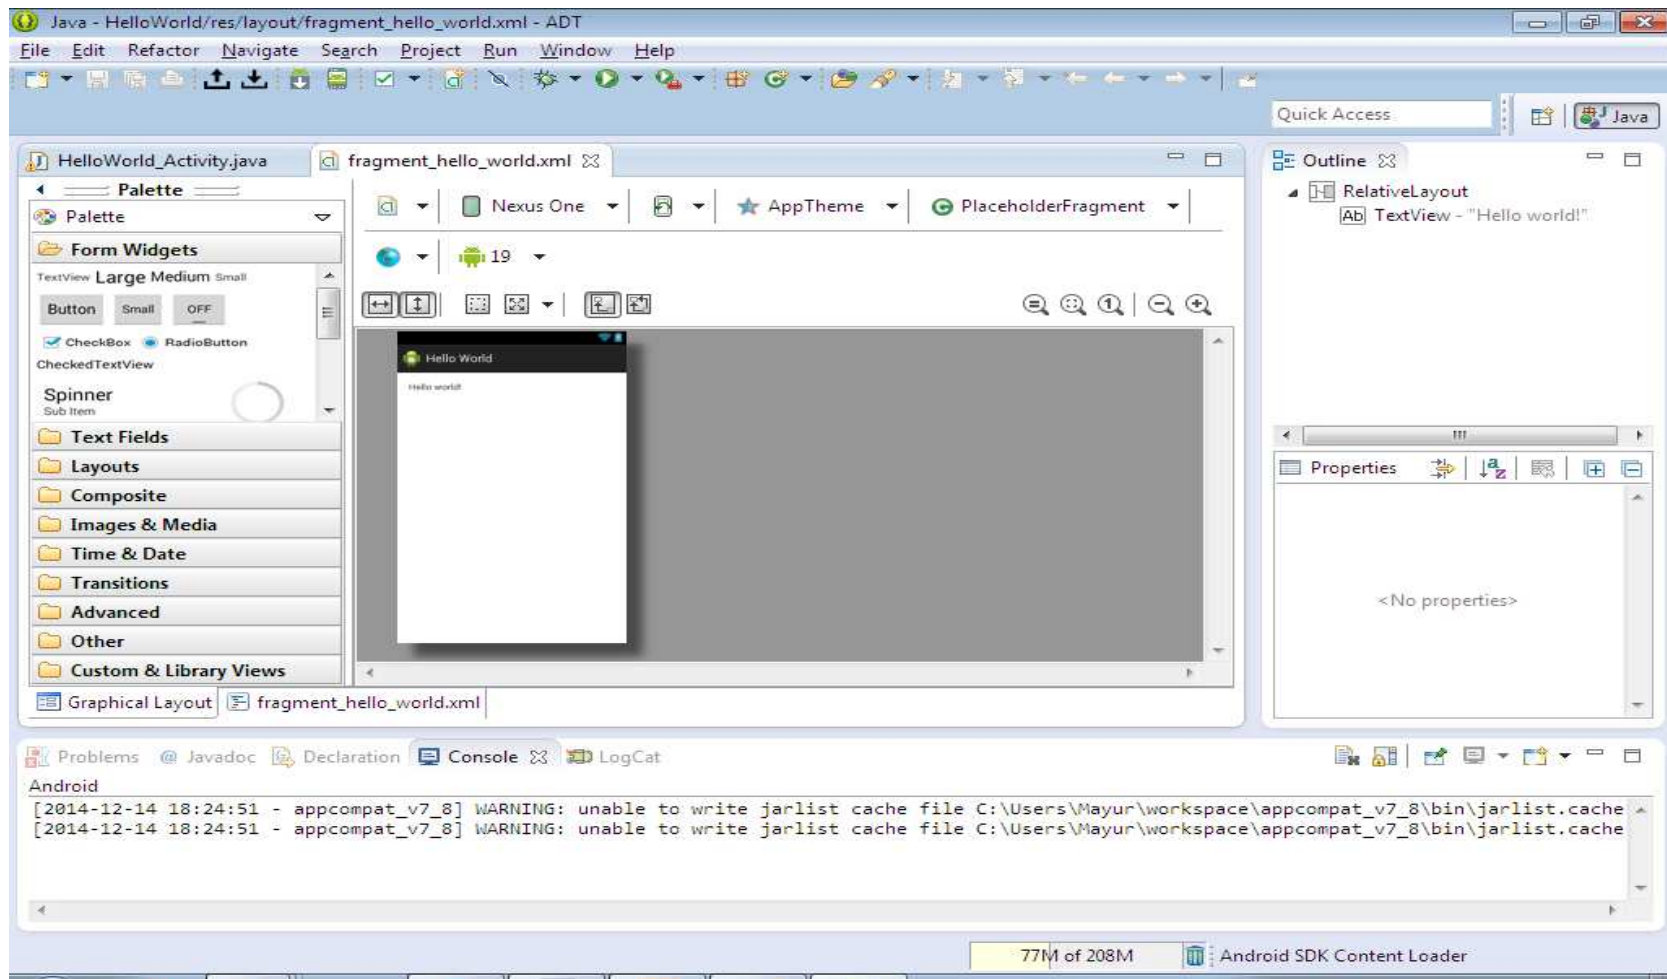 Java - HelloWorld/res/layout/fragment_hello_world.xml - ADT
File Edit Refactor Navigate Search Project Run Window Help
Quick Access
Java
HelloWorld_Activity.java
fragment_hello_world.xml
Outline
Palette
Palette
Form Widgets
TextView Large Medium Small
Button Small OFF
CheckBox RadioButton
CheckedTextView
Spinner
Sub Item
Text Fields
Layouts
Composite
Images & Media
Time & Date
Transitions
Advanced
Other
Custom & Library Views
Nexus One
AppTheme
PlaceholderFragment
19
Hello World
Hello world!
RelativeLayout
Ab TextView - "Hello world!"
Properties
<No properties>
Graphical Layout
fragment_hello_world.xml
Problems @ Javadoc Declaration Console LogCat
Android
[2014-12-14 18:24:51 - appcompat_v7_8] WARNING: unable to write jarlist cache file C:\Users\Mayur\workspace\appcompat_v7_8\bin\jarlist.cache
[2014-12-14 18:24:51 - appcompat_v7_8] WARNING: unable to write jarlist cache file C:\Users\Mayur\workspace\appcompat_v7_8\bin\jarlist.cache
77M of 208M
Android SDK Content Loader